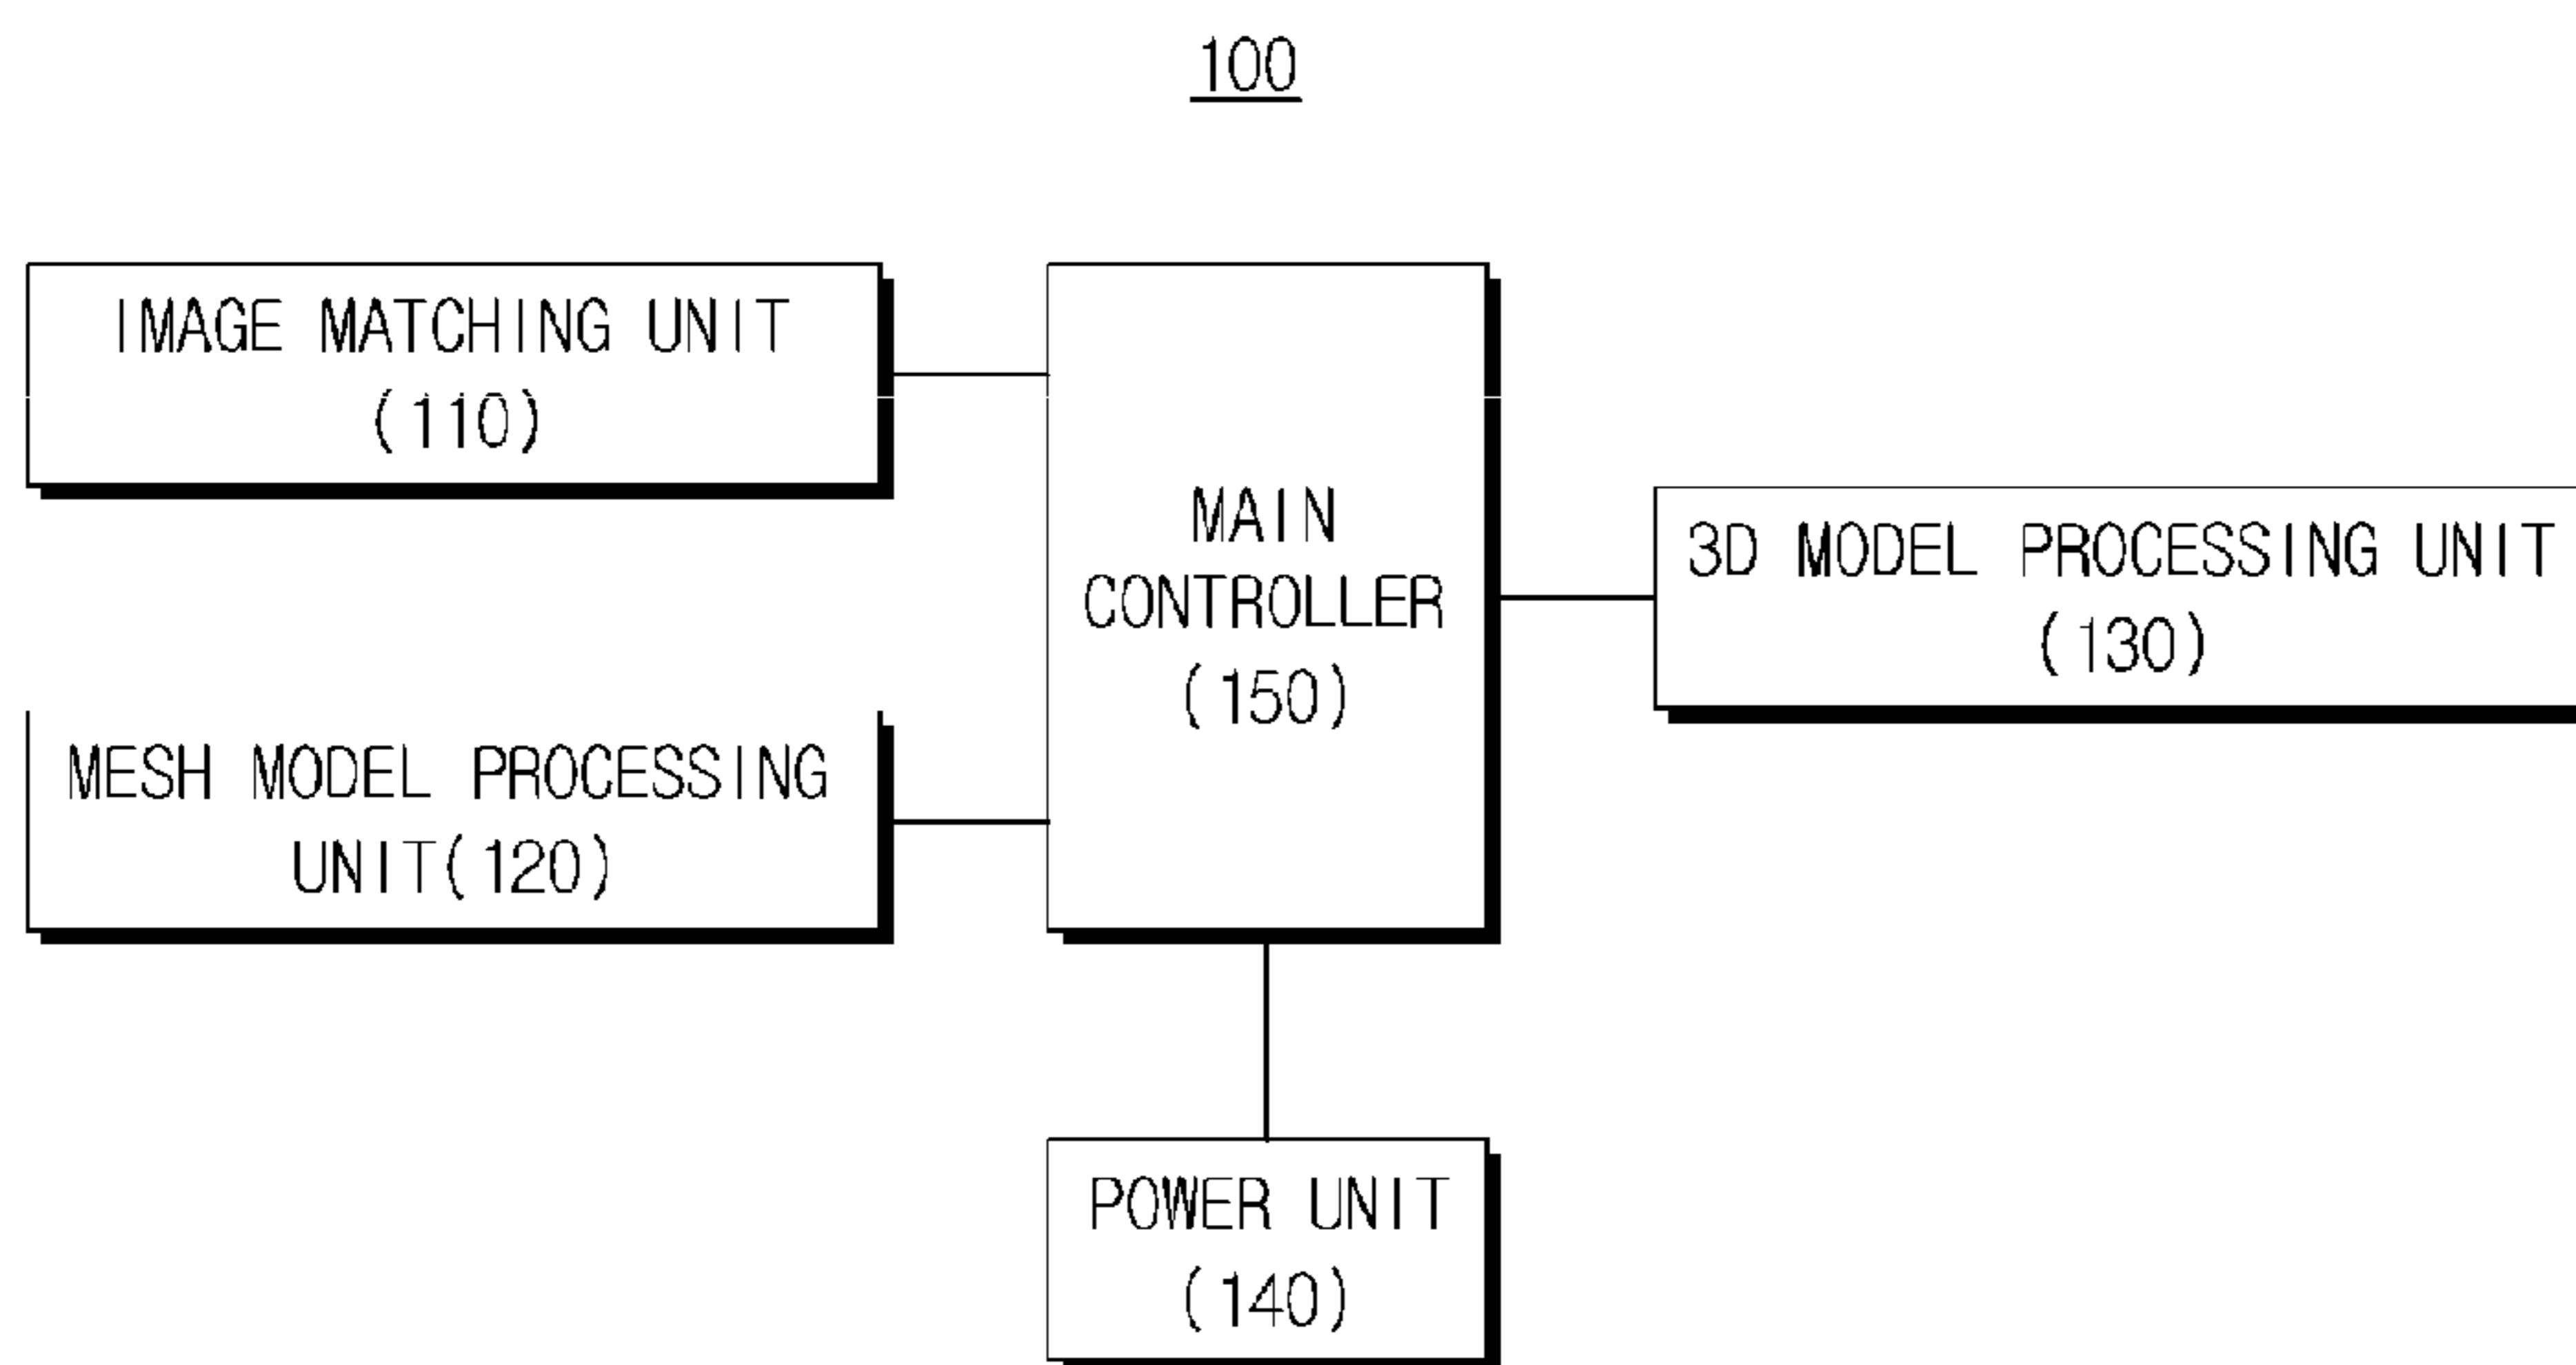 100
IMAGE MATCHING UNIT
(110)
MAIN
CONTROLLER
(150)
3D MODEL PROCESSING UNIT
(130)
MESH MODEL PROCESSING
UNIT(120)
POWER UNIT
(140)